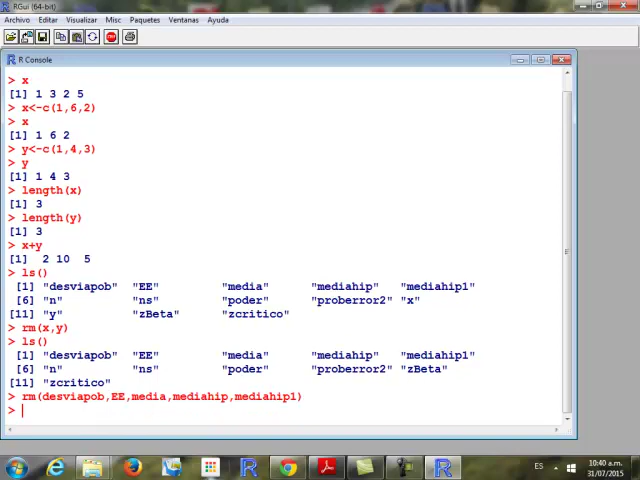 RGui (64-bit)
Archivo Editar Visualizar Misc Paquetes Ventanas Ayuda
STOP
R Console
> x
[1] 1 3 2 5
> x<-c(1,6,2)
> x
[1] 1 6 2
> y<-c(1,4,3)
> y
[1] 1 4 3
> length(x)
[1] 3
> length(y)
[1] 3
> x+y
[1]  2 10  5
> ls()
[1] "desviapob" "EE" "media" "mediahip" "mediahip1"
[6] "n" "ns" "poder" "proberror2" "x"
[11] "y" "zBeta" "zcritico"
> rm(x,y)
> ls()
[1] "desviapob" "EE" "media" "mediahip" "mediahip1"
[6] "n" "ns" "poder" "proberror2" "zBeta"
[11] "zcritico"
> rm(desviapob,EE,media,mediahip,mediahip1)
>
ES
10:40 a.m.
31/07/2015